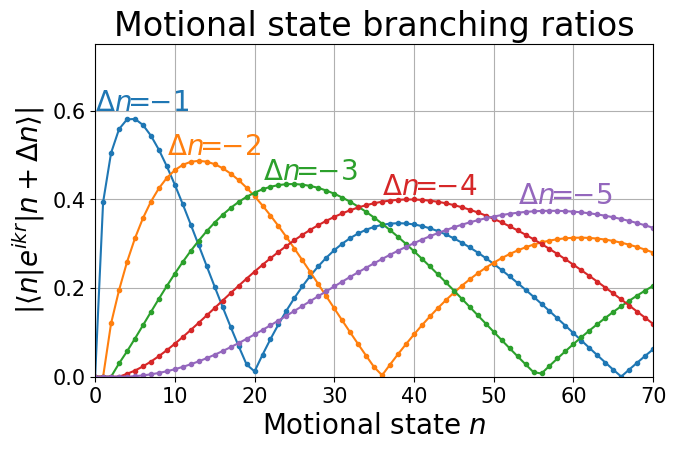 Motional state branching ratios
Δn=−1
Δn=−2
Δn=−3
Δn=−4
Δn=−5
|⟨n|e^{ikr}|n + Δn⟩|
0.6
0.4
0.2
0.0
0 10 20 30 40 50 60 70
Motional state n